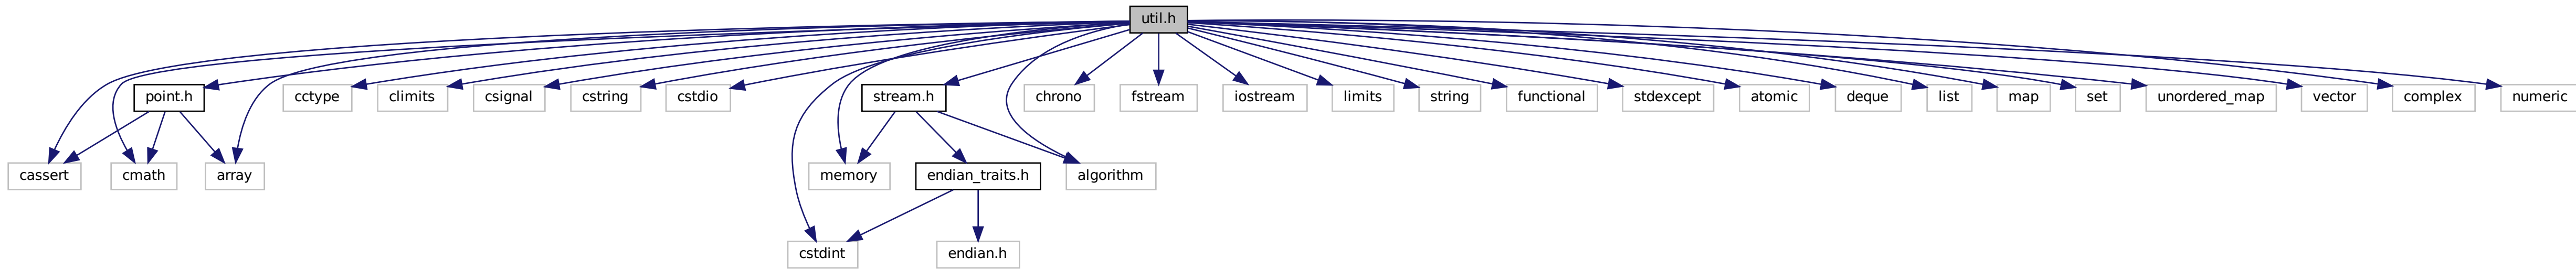 util.h
point.h
cctype
climits
csignal
cstring
cstdio
stream.h
chrono
fstream
iostream
limits
string
functional
stdexcept
atomic
deque
list
map
set
unordered_map
vector
complex
numeric
cassert
cmath
array
memory
endian_traits.h
algorithm
cstdint
endian.h